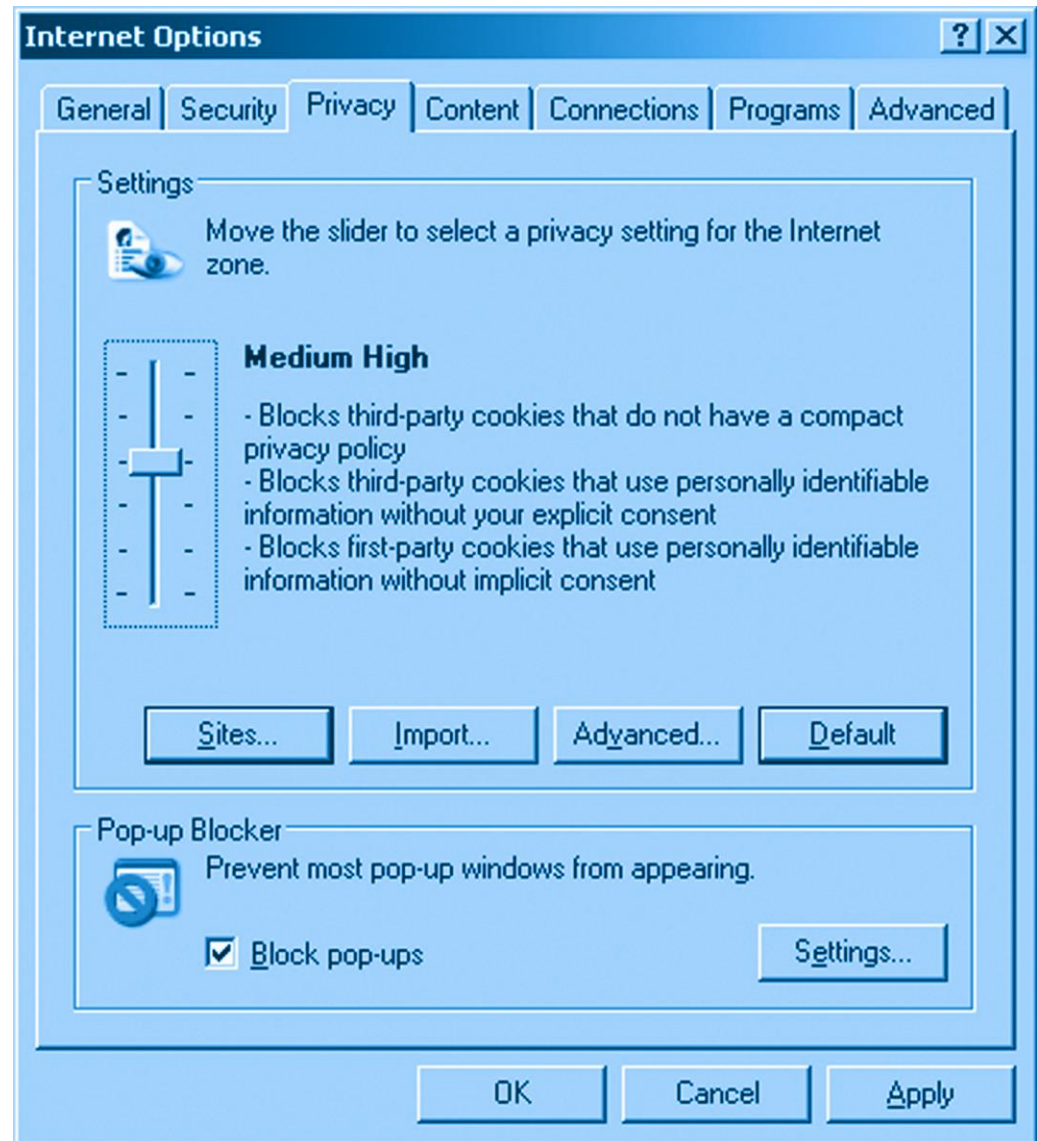 Internet Options
General Security Privacy Content Connections Programs Advanced
Settings
Move the slider to select a privacy setting for the Internet
zone.
Medium High
- Blocks third-party cookies that do not have a compact
privacy policy
- Blocks third-party cookies that use personally identifiable
information without your explicit consent
- Blocks first-party cookies that use personally identifiable
information without implicit consent
Sites... Import... Advanced... Default
Pop-up Blocker
Prevent most pop-up windows from appearing.
Block pop-ups Settings...
OK Cancel Apply